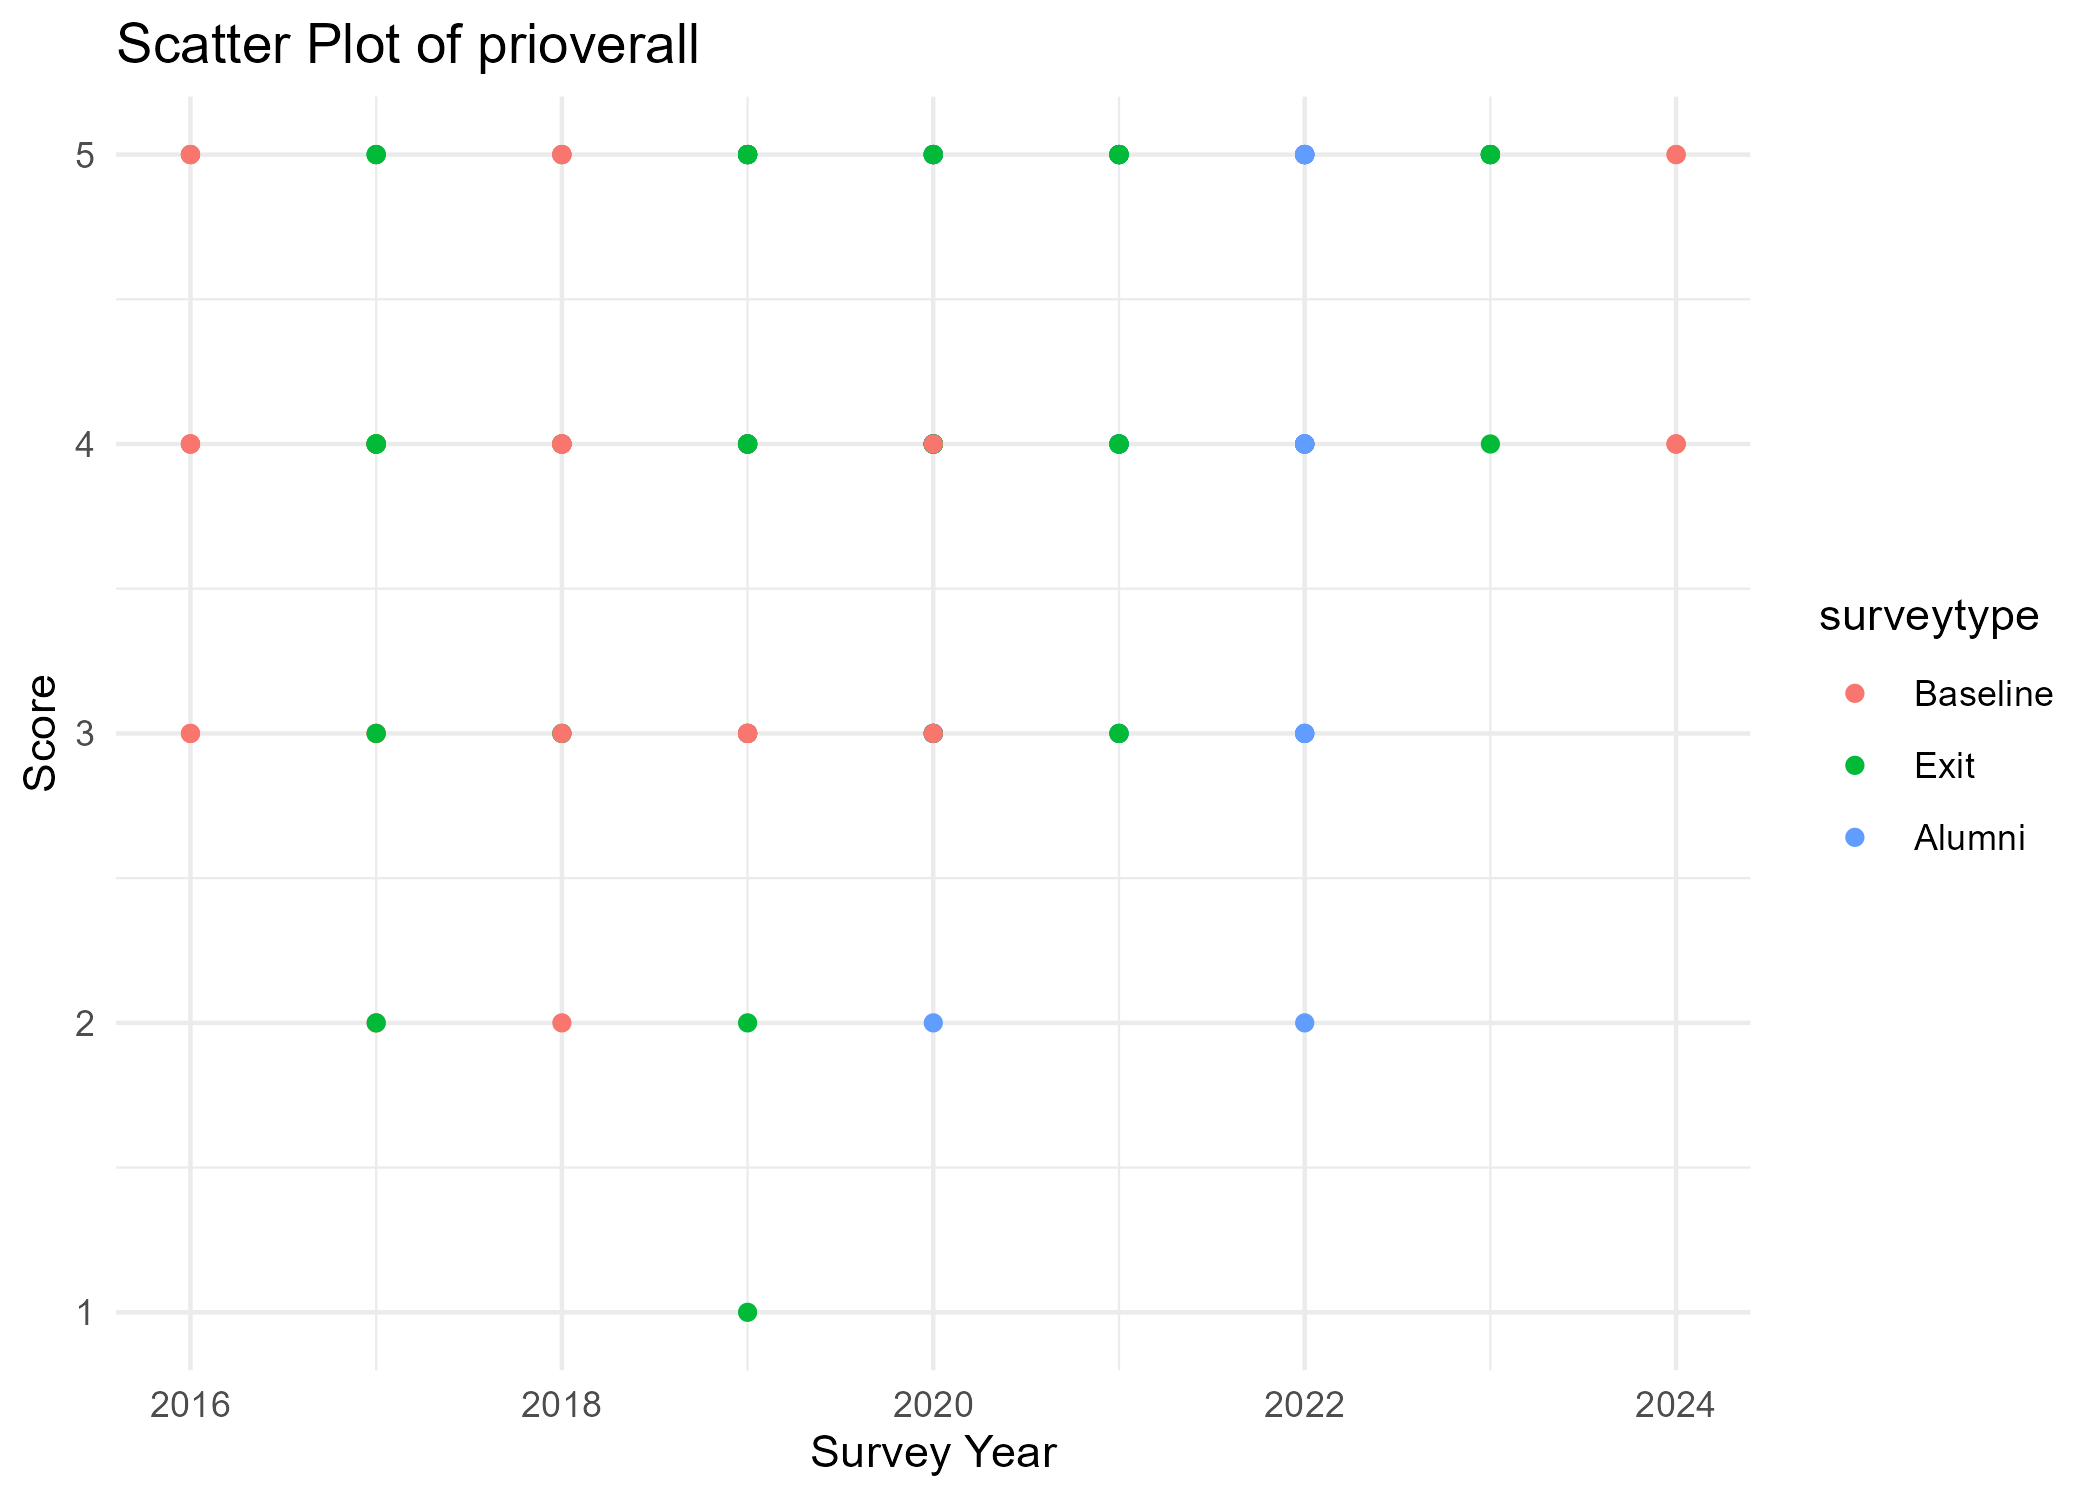 Scatter Plot of prioverall
5
4
3
2
1
Score
2016 2018 2020 2022 2024
Survey Year
surveytype
Baseline
Exit
Alumni